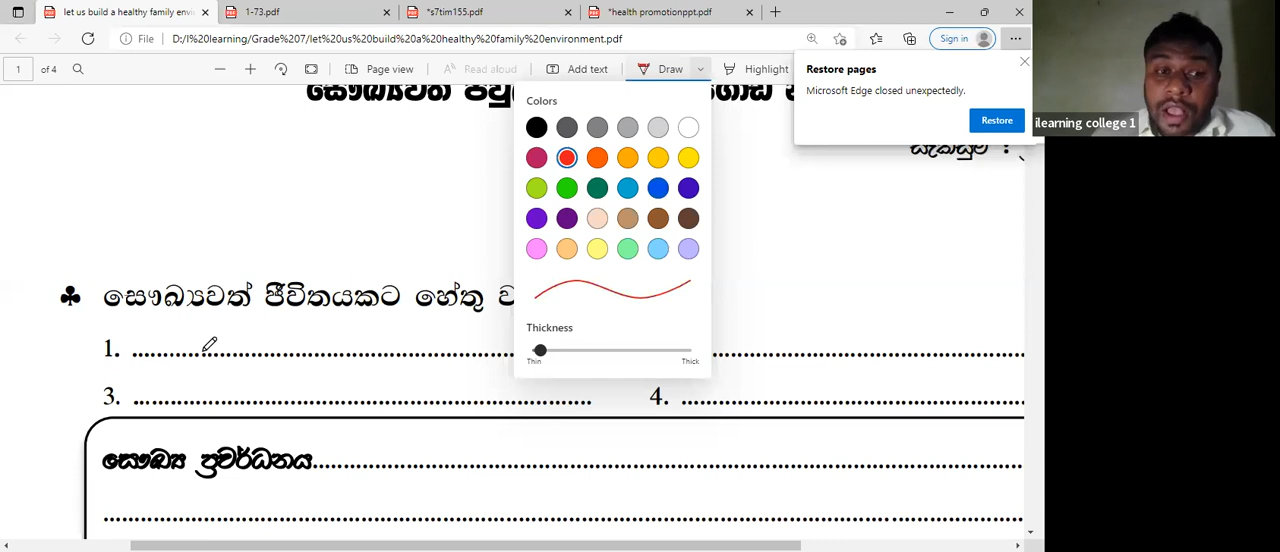 let us build a healthy family envi
1-73.pdf
*s7tim155.pdf
*health promotionppt.pdf
File
D:/I%20learning/Grade%207/let%20us%20build%20a%20healthy%20family%20environment.pdf
Sign in
1 of 4
Page view
Read aloud
Add text
Draw
Highlight
Restore pages
Microsoft Edge closed unexpectedly.
Restore
ilearning college 1
Colors
Thickness
Thin
Thick
සෞඛ්‍යවත්
සැකසුම :
♣ සෞඛ්‍යවත් ජීවිතයකට හේතු ව
1. ..........................................................................
3. .......................................................................... 4. ..........................................................
සෞඛ්‍ය ප්‍රවර්ධනය..........................................................................
..........................................................................